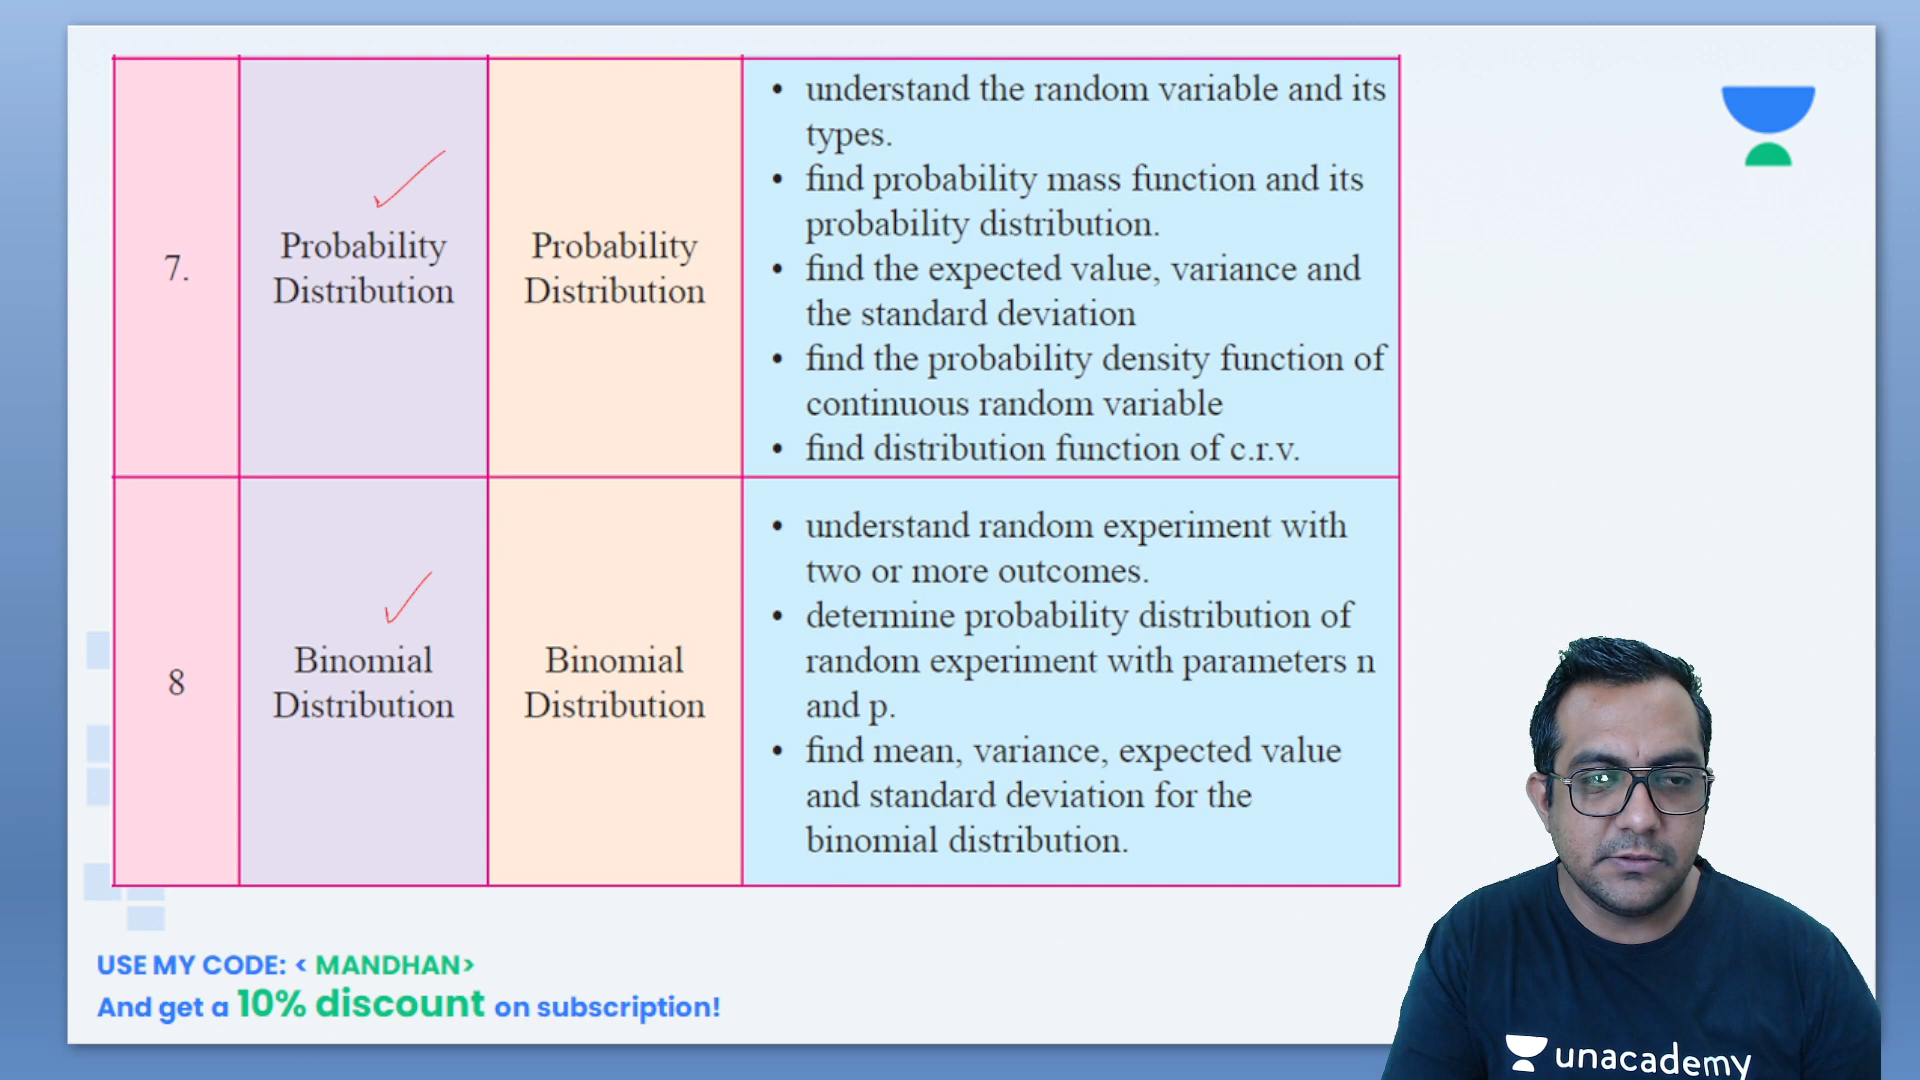 7.
Probability
Distribution
Probability
Distribution
• understand the random variable and its
types.
• find probability mass function and its
probability distribution.
• find the expected value, variance and
the standard deviation
• find the probability density function of
continuous random variable
• find distribution function of c.r.v.
8
Binomial
Distribution
Binomial
Distribution
• understand random experiment with
two or more outcomes.
• determine probability distribution of
random experiment with parameters n
and p.
• find mean, variance, expected value
and standard deviation for the
binomial distribution.
USE MY CODE: < MANDHAN>
And get a 10% discount on subscription!
unacademy